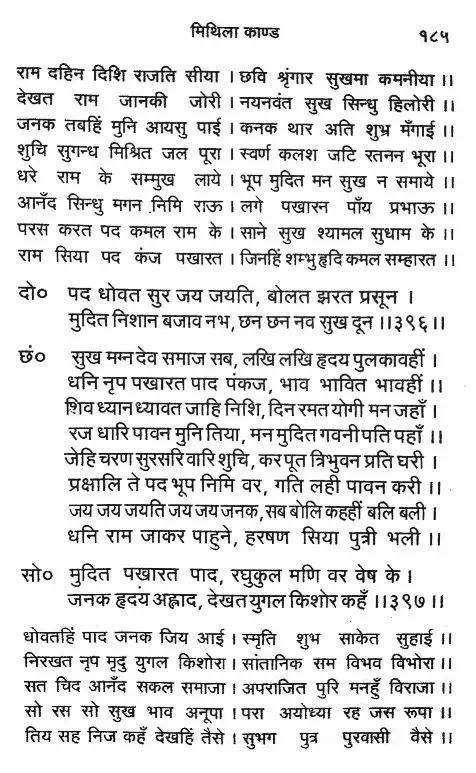 मिथिला काण्ड १८५
राम दहिन दिशि राजति सीया । छवि श्रृंगार सुखमा कमनीया ।।
देखत राम जानकी जोरी । नयनवंत सुख सिन्धु हिलोरी ।।
जनक तबहिं मुनि आयसु पाई । कनक थार अति शुभ्र मँगाई ।।
शुचि सुगन्ध मिश्रित जल पूरा । स्वर्ण कलश जटि रतनन भूरा ।।
धरे राम के सम्मुख लाये । भूप मुदित मन सुख न समाये ।।
आनँद सिन्धु मगन निमि राऊ । लगे पखारन पाँय प्रभाऊ ।।
परस करत पद कमल राम के । साने सुख श्यामल सुधाम के ।।
राम सिया पद कंज पखारत । जिनहिं शम्भु हृदि कमल सम्हारत ।।
दो० पद धोवत सुर जय जयति, बोलत झरत प्रसून ।
मुदित निशान बजाव नभ, छन छन नव सुख दून ।।३९६।।
छं० सुख मग्न देव समाज सब, लखि लखि हृदय पुलकावहीं ।
धनि नृप पखारत पाद पंकज, भाव भावित भावहीं ।।
शिव ध्यान ध्यावत जाहि निशि, दिन रमत योगी मन जहाँ ।
रज धारि पावन मुनि तिया, मन मुदित गवनी पति पहाँ ।।
जेहि चरण सुरसरि वारि शुचि, कर पूत त्रिभुवन प्रति घरी ।
प्रक्षालि ते पद भूप निमि वर, गति लही पावन करी ।।
जय जय जयति जय जय जनक, सब बोलि कहहीं बलि बली ।
धनि राम जाकर पाहुने, हरषण सिया पुत्री भली ।।
सो० मुदित पखारत पाद, रघुकुल मणि वर वेष के ।
जनक हृदय अह्लाद, देखत युगल किशोर कहँ ।।३९७।।
धोवतहिं पाद जनक जिय आई । स्मृति शुभ साकेत सुहाई ।।
निरखत नृप मृदु युगल किशोरा । सांतानिक सम विभव विभोरा ।।
सत चिद आनँद सकल समाजा । अपराजित पुरि मनहुँ विराजा ।।
सो रस सो सुख भाव अनूपा । परा अयोध्या रह जस रूपा ।।
तिय सह निज कहँ देखहिं तैसे । सुभग पुत्र पुरवासी वैसे ।।